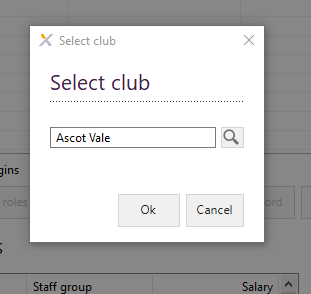 Select club
Select club
Ascot Vale
gins
roles
Ok
Cancel
ord
Staff group
Salary